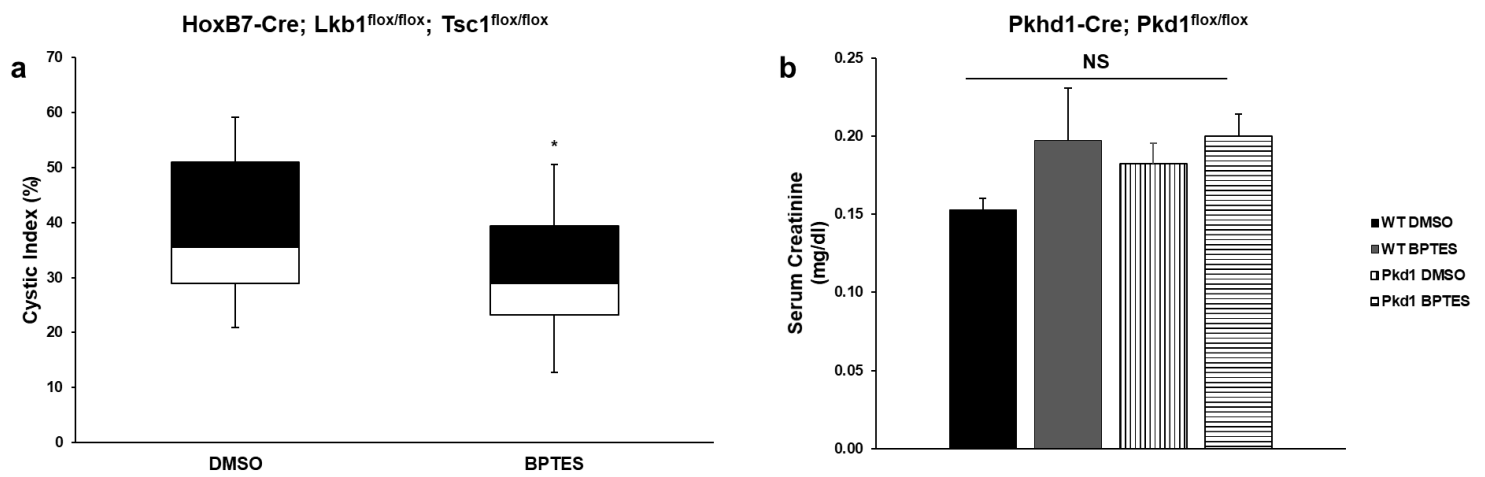 HoxB7-Cre; Lkb1flox/flox; Tsc1flox/flox
a
70
60
50
40
30
20
10
0
Cystic Index (%)
*
DMSO
BPTES
Pkhd1-Cre; Pkd1flox/flox
b
0.25
0.20
0.15
0.10
0.05
0.00
Serum Creatinine
(mg/dl)
NS
WT DMSO
WT BPTES
Pkd1 DMSO
Pkd1 BPTES